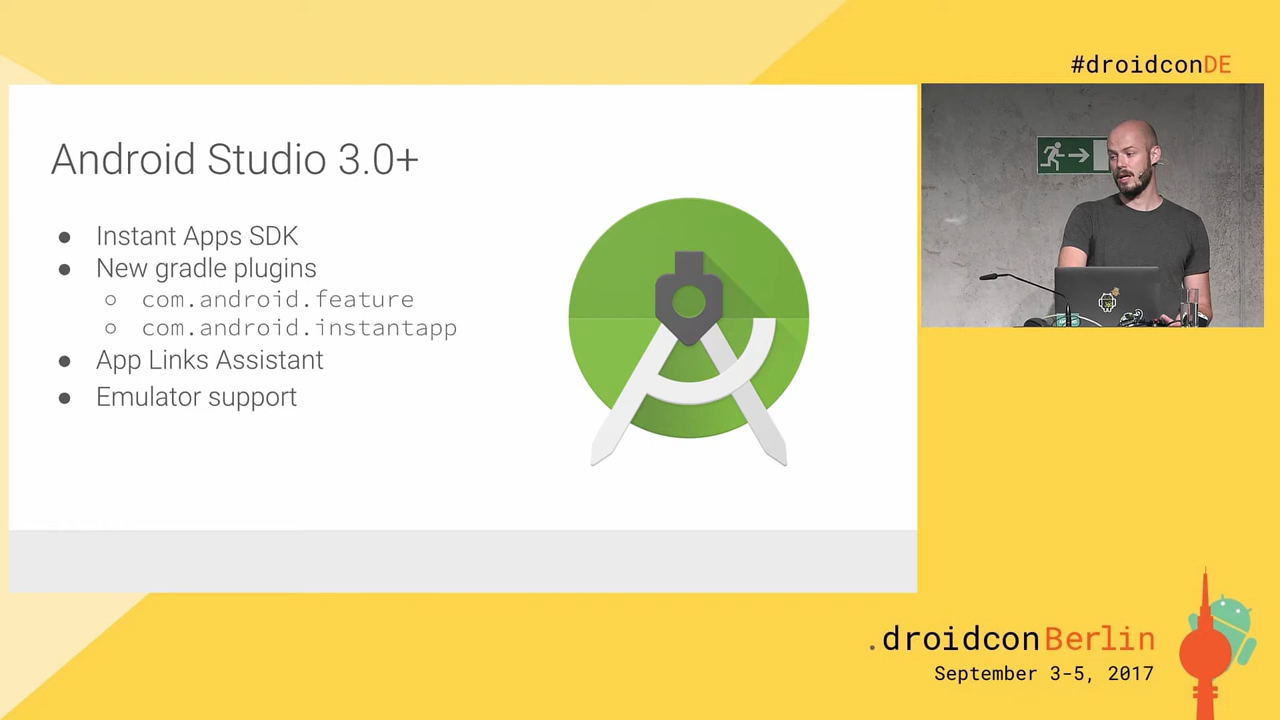 #droidconDE
Android Studio 3.0+
● Instant Apps SDK
● New gradle plugins
○ com.android.feature
○ com.android.instantapp
● App Links Assistant
● Emulator support
.droidconBerlin
September 3-5, 2017